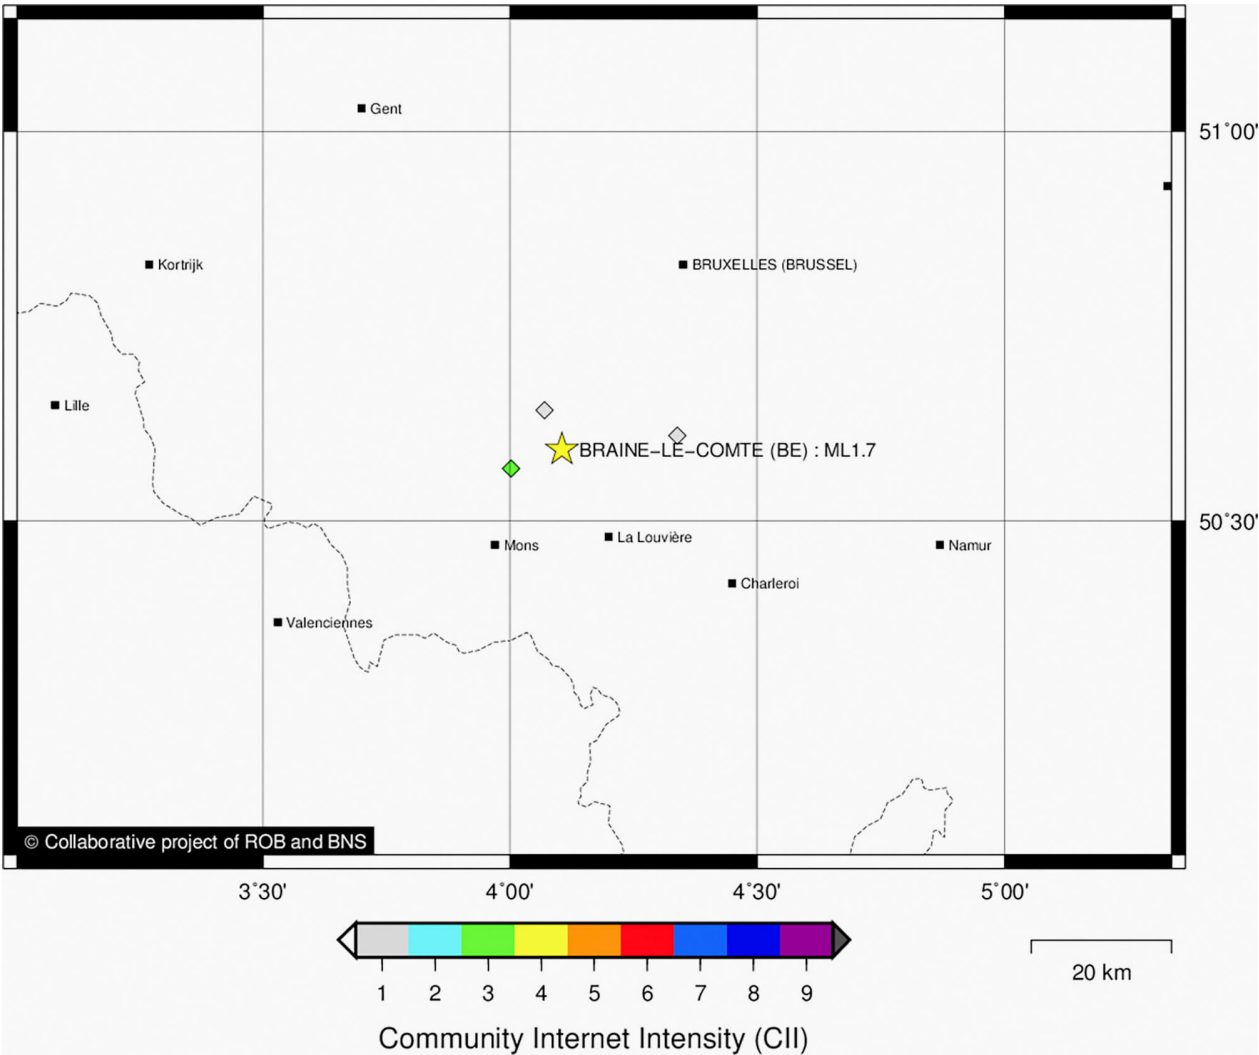 Gent
51°00'
Kortrijk
BRUXELLES (BRUSSEL)
Lille
BRAINE–LE–COMTE (BE) : ML1.7
50°30'
La Louvière
Mons
Namur
Charleroi
Valenciennes
© Collaborative project of ROB and BNS
3°30' 4°00' 4°30' 5°00'
20 km
1 2 3 4 5 6 7 8 9
Community Internet Intensity (CII)